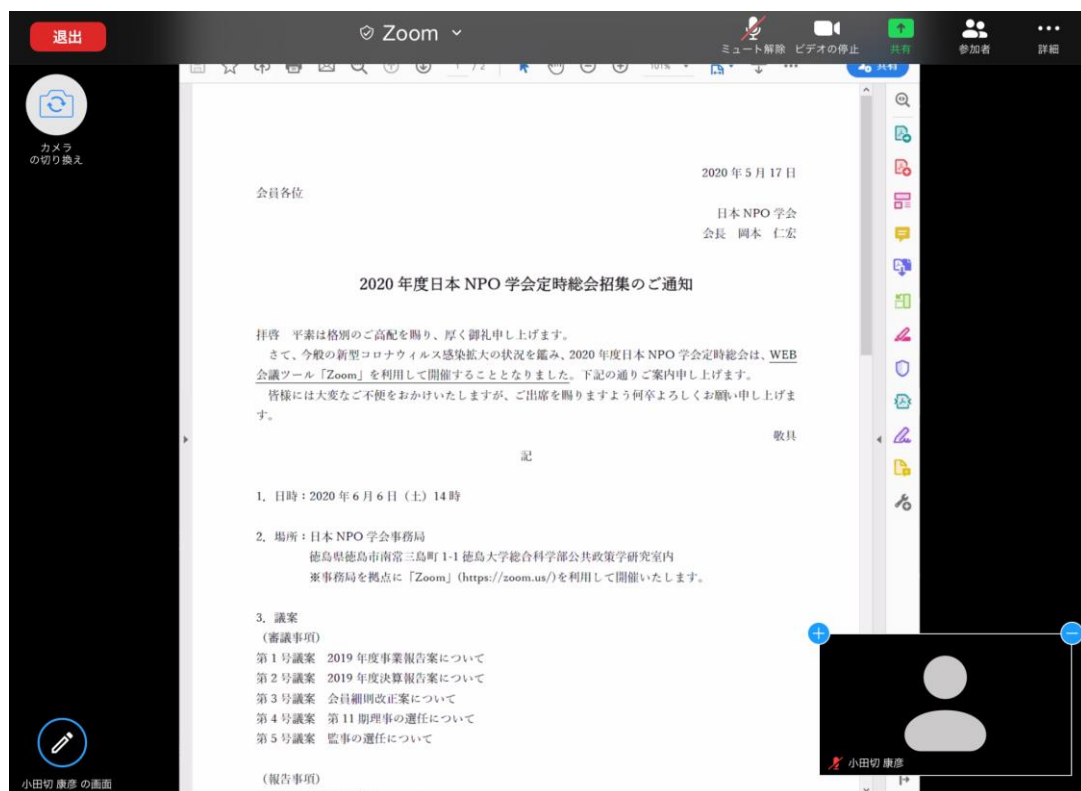 退出
Zoom
ミュート解除 ビデオの停止 共有 参加者 詳細
カメラ
の切り換え
1 / 2 101% 共有
2020 年 5 月 17 日
会員各位
日本 NPO 学会
会長 岡本 仁宏
2020 年度日本 NPO 学会定時総会招集のご通知
拝啓 平素は格別のご高配を賜り、厚く御礼申し上げます。
さて、今般の新型コロナウィルス感染拡大の状況を鑑み、2020 年度日本 NPO 学会定時総会は、WEB
会議ツール「Zoom」を利用して開催することとなりました。下記の通りご案内申し上げます。
皆様には大変なご不便をおかけいたしますが、ご出席を賜りますよう何卒よろしくお願い申し上げま
す。
敬具
記
1．日時：2020 年 6 月 6 日（土）14 時
2．場所：日本 NPO 学会事務局
徳島県徳島市南常三島町 1-1 徳島大学総合科学部公共政策学研究室内
※事務局を拠点に「Zoom」(https://zoom.us/)を利用して開催いたします。
3．議案
（審議事項）
第 1 号議案 2019 年度事業報告案について
第 2 号議案 2019 年度決算報告案について
第 3 号議案 会員細則改正案について
第 4 号議案 第 11 期理事の選任について
第 5 号議案 監事の選任について
（報告事項）
小田切 康彦
小田切 康彦 の画面